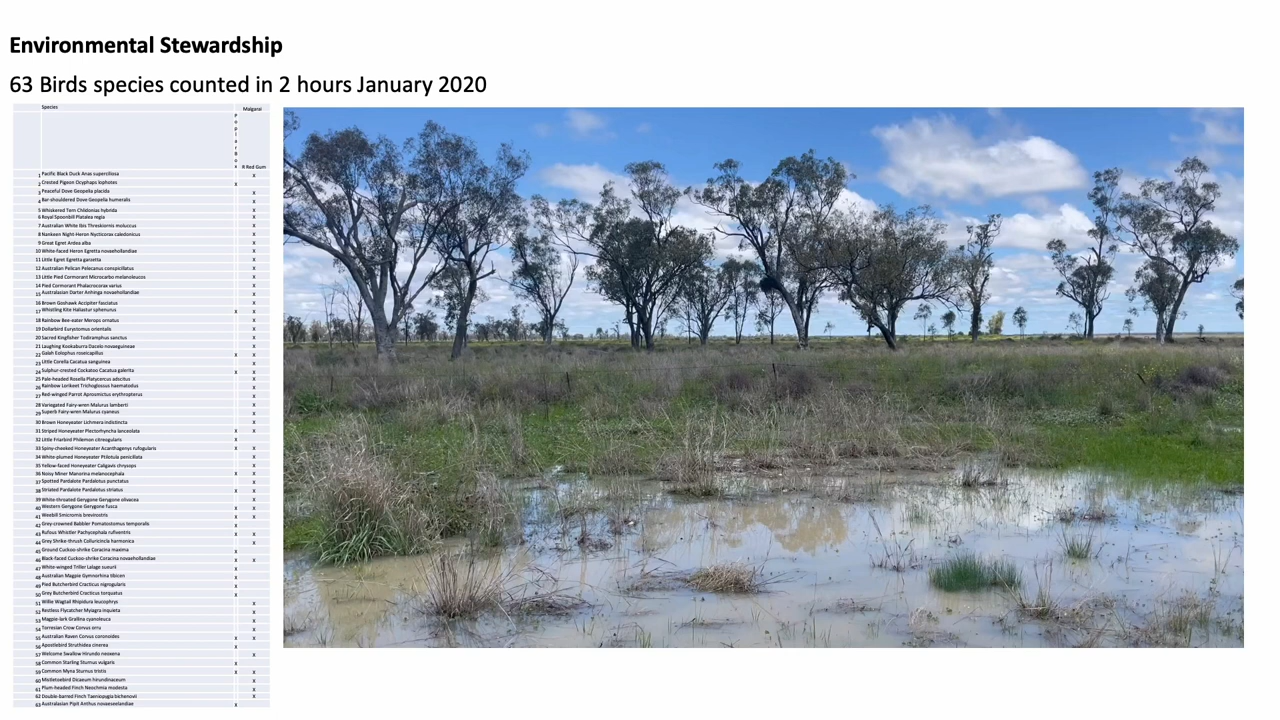 Environmental Stewardship
63 Birds species counted in 2 hours January 2020
Species Poplar Box Malgarai
R Red Gum
1 Pacific Black Duck Anas superciliosa X
2 Crested Pigeon Ocyphaps lophotes X
3 Peaceful Dove Geopelia placida X
4 Bar-shouldered Dove Geopelia humeralis X
5 Whiskered Tern Chlidonias hybrida X
6 Royal Spoonbill Platalea regia X
7 Australian White Ibis Threskiornis moluccus X
8 Nankeen Night-Heron Nycticorax caledonicus X
9 Great Egret Ardea alba X
10 White-faced Heron Egretta novaehollandiae X
11 Little Egret Egretta garzetta X
12 Australian Pelican Pelecanus conspicillatus X
13 Little Pied Cormorant Microcarbo melanoleucos X
14 Pied Cormorant Phalacrocorax varius X
15 Australasian Darter Anhinga novaehollandiae X
16 Brown Goshawk Accipiter fasciatus X
17 Whistling Kite Haliastur sphenurus X X
18 Rainbow Bee-eater Merops ornatus X
19 Dollarbird Eurystomus orientalis X
20 Sacred Kingfisher Todiramphus sanctus X
21 Laughing Kookaburra Dacelo novaeguineae X
22 Galah Eolophus roseicapillus X X
23 Little Corella Cacatua sanguinea X
24 Sulphur-crested Cockatoo Cacatua galerita X X
25 Pale-headed Rosella Platycercus adscitus X
26 Rainbow Lorikeet Trichoglossus haematodus X
27 Red-winged Parrot Aprosmictus erythropterus X
28 Variegated Fairy-wren Malurus lamberti X
29 Superb Fairy-wren Malurus cyaneus X
30 Brown Honeyeater Lichmera indistincta X
31 Striped Honeyeater Plectorhyncha lanceolata X X
32 Little Friarbird Philemon citreogularis X
33 Spiny-cheeked Honeyeater Acanthagenys rufogularis X X
34 White-plumed Honeyeater Ptilotula penicillata X
35 Yellow-faced Honeyeater Caligavis chrysops X
36 Noisy Miner Manorina melanocephala X X
37 Spotted Pardalote Pardalotus punctatus X
38 Striated Pardalote Pardalotus striatus X X
39 White-throated Gerygone Gerygone olivacea X
40 Western Gerygone Gerygone fusca X X
41 Weebill Smicrornis brevirostris X X
42 Grey-crowned Babbler Pomatostomus temporalis X
43 Rufous Whistler Pachycephala rufiventris X X
44 Grey Shrike-thrush Colluricincla harmonica X
45 Ground Cuckoo-shrike Coracina maxima X
46 Black-faced Cuckoo-shrike Coracina novaehollandiae X X
47 White-winged Triller Lalage sueurii X
48 Australian Magpie Gymnorhina tibicen X
49 Pied Butcherbird Cracticus nigrogularis X
50 Grey Butcherbird Cracticus torquatus X
51 Willie Wagtail Rhipidura leucophrys X
52 Restless Flycatcher Myiagra inquieta X
53 Magpie-lark Grallina cyanoleuca X
54 Torresian Crow Corvus orru X
55 Australian Raven Corvus coronoides X X
56 Apostlebird Struthidea cinerea X
57 Welcome Swallow Hirundo neoxena X
58 Common Starling Sturnus vulgaris X
59 Common Myna Sturnus tristis X X
60 Mistletoebird Dicaeum hirundinaceum X
61 Plum-headed Finch Neochmia modesta X
62 Double-barred Finch Taeniopygia bichenovii X
63 Australasian Pipit Anthus novaeseelandiae X